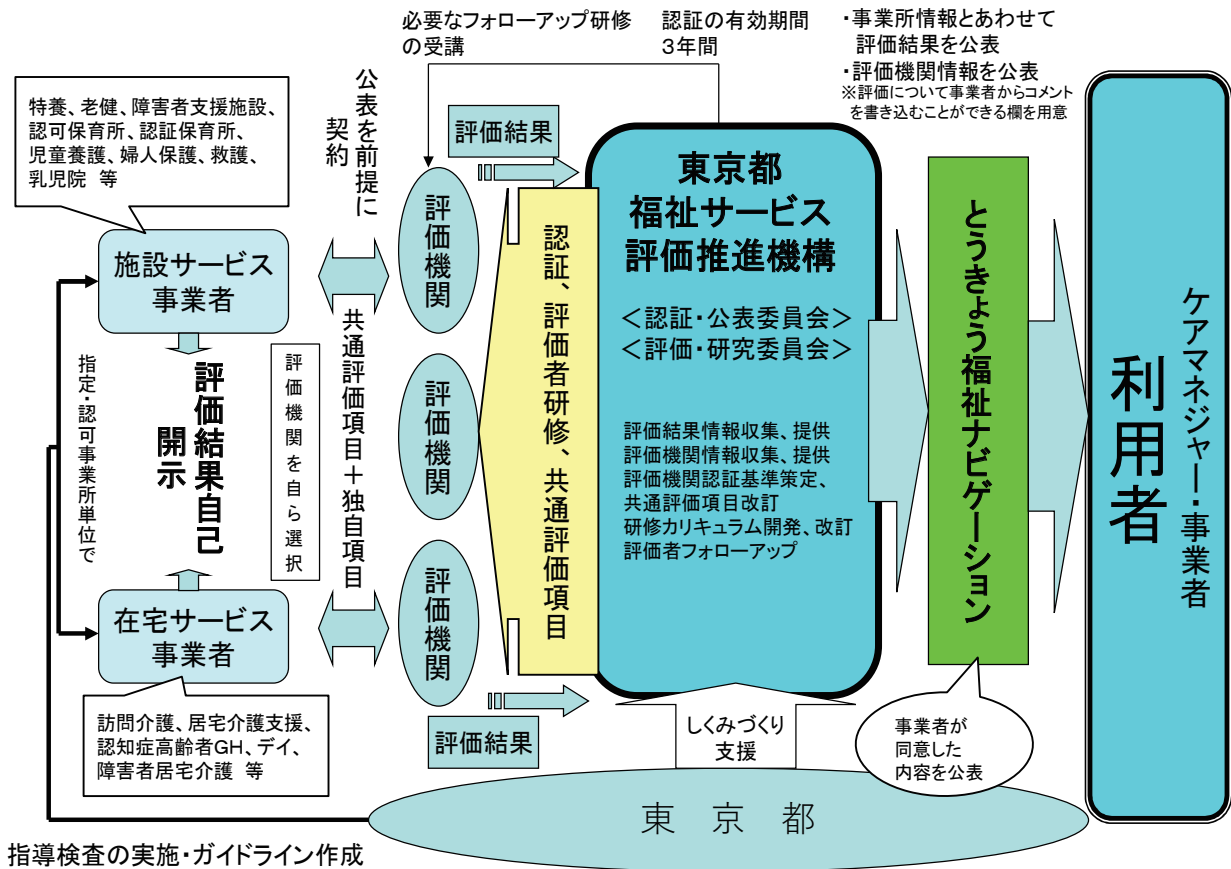 必要なフォローアップ研修
の受講
認証の有効期間
3年間
・事業所情報とあわせて
評価結果を公表
・評価機関情報を公表
※評価について事業者からコメント
を書き込むことができる欄を用意
特養、老健、障害者支援施設、
認可保育所、認証保育所、
児童養護、婦人保護、救護、
乳児院 等
公表を前提に
契約
評価結果
施設サービス
事業者
評価機関
評価機関
評価機関
共通評価項目+独自項目
評価機関を自ら選択
評価結果自己
開示
指定・認可事業所単位で
在宅サービス
事業者
訪問介護、居宅介護支援、
認知症高齢者GH、デイ、
障害者居宅介護 等
評価結果
認証、評価者研修、共通評価項目
東京都
福祉サービス
評価推進機構
<認証・公表委員会>
<評価・研究委員会>
評価結果情報収集、提供
評価機関情報収集、提供
評価機関認証基準策定、
共通評価項目改訂
研修カリキュラム開発、改訂
評価者フォローアップ
とうきょう福祉ナビゲーション
ケアマネジャー・事業者
利用者
しくみづくり
支援
事業者が
同意した
内容を公表
東 京 都
指導検査の実施・ガイドライン作成